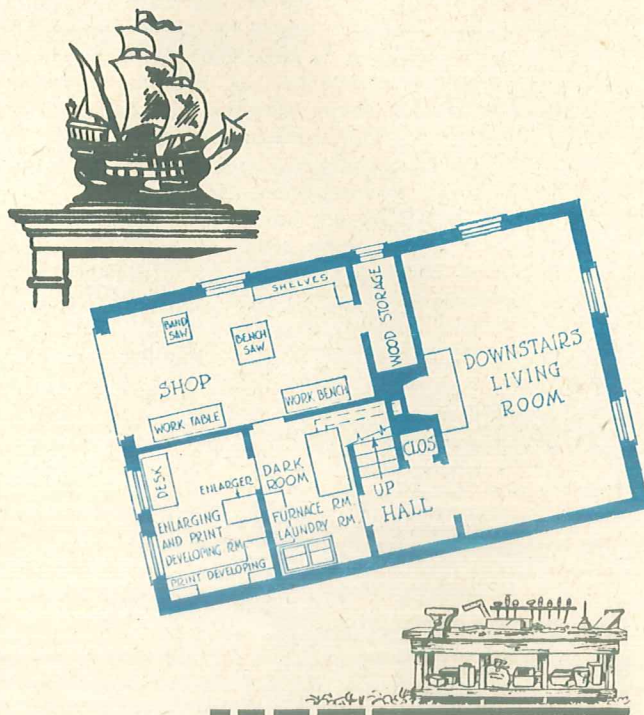 SHELVES
WOOD STORAGE
BAND
SAW
BENCH
SAW
DOWNSTAIRS
LIVING
ROOM
SHOP
WORK BENCH
WORK TABLE
CLOS
DESK
ENLARGER
DARK
ROOM
UP
HALL
FURNACE RM.
LAUNDRY RM.
ENLARGING
AND PRINT
DEVELOPING RM.
PRINT DEVELOPING